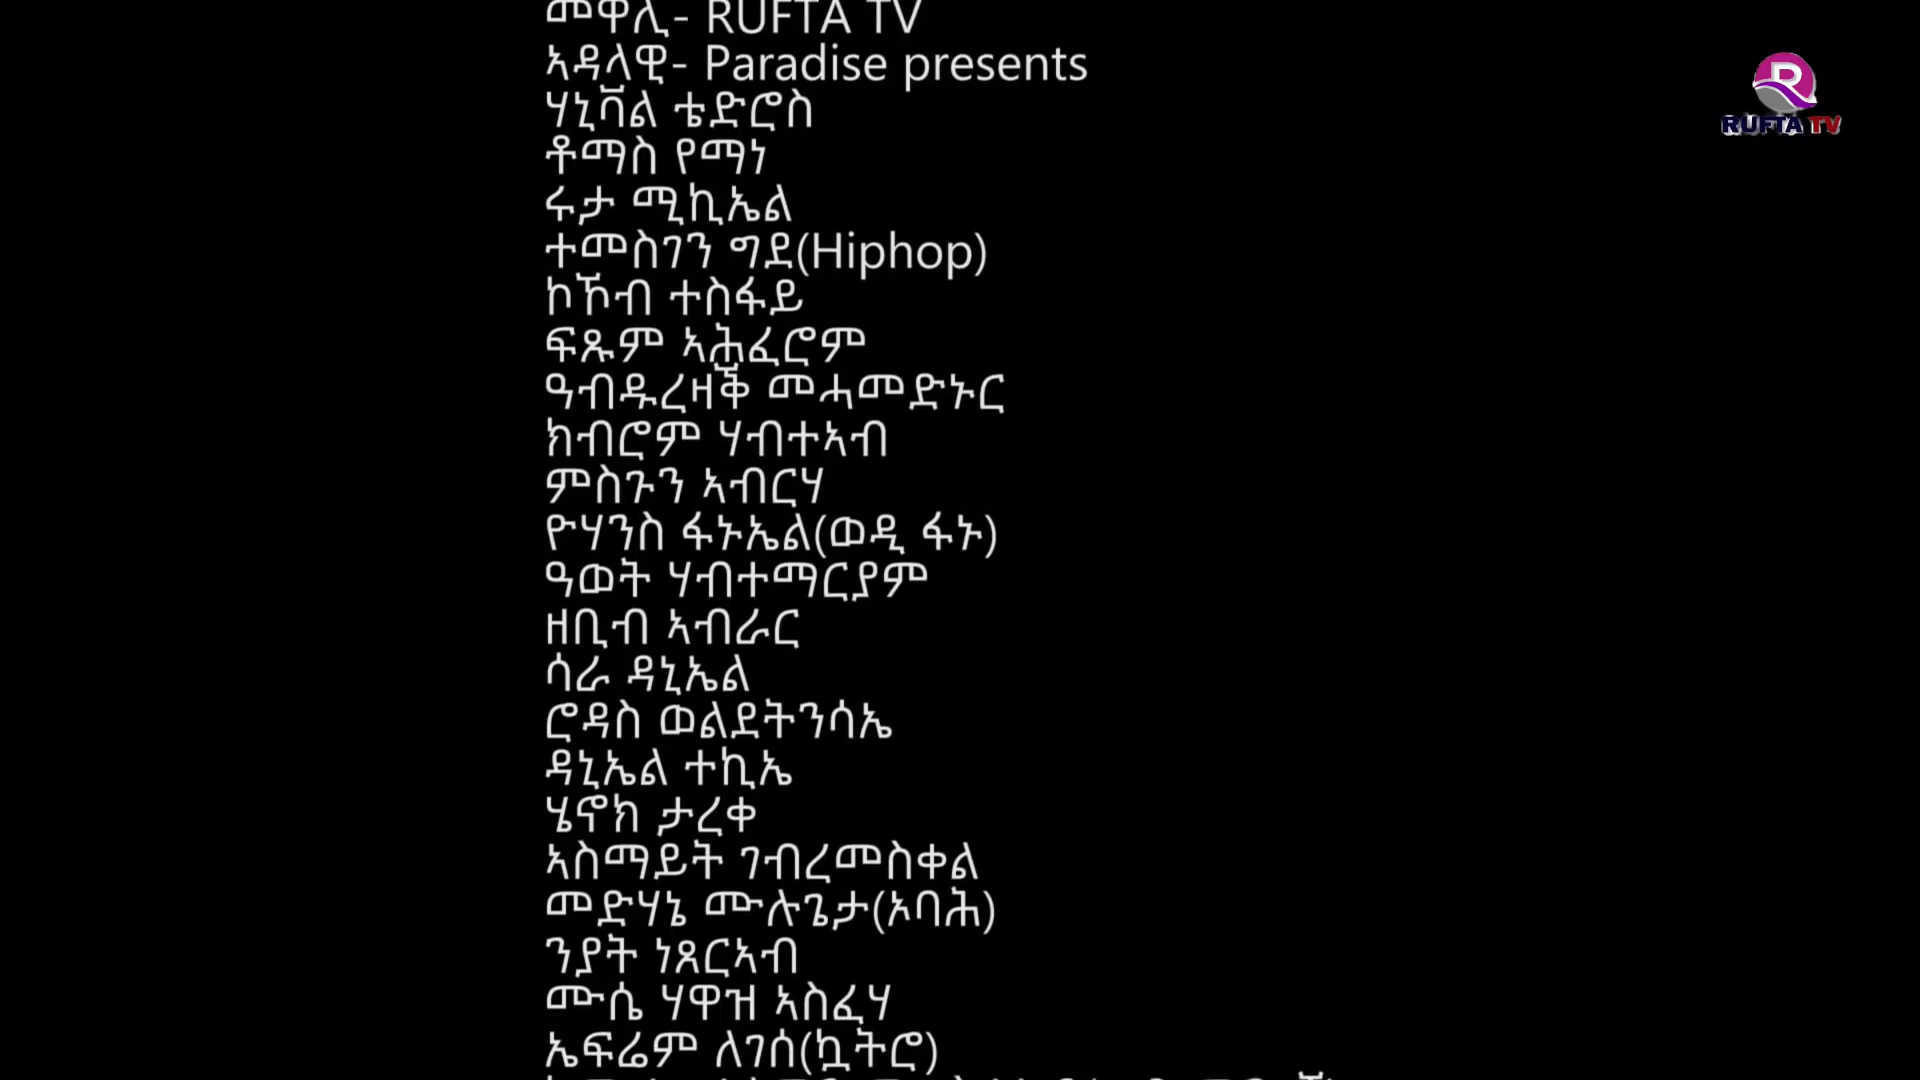 መዋሊ- RUFTA TV
ኣዳላዊ- Paradise presents
ሃኒቫል ቴድሮስ
ቶማስ የማነ
ሩታ ሚኪኤል
ተመስገን ግደ(Hiphop)
ኮኾብ ተስፋይ
ፍጹም ኣሕፈሮም
ዓብዱረዛቕ መሓመድኑር
ክብሮም ሃብተኣብ
ምስጉን ኣብርሃ
ዮሃንስ ፋኑኤል(ወዲ ፋኑ)
ዓወት ሃብተማርያም
ዘቢብ ኣብራር
ሳራ ዳኒኤል
ሮዳስ ወልደትንሳኤ
ዳኒኤል ተኪኤ
ሄኖክ ታረቀ
ኣስማይት ገብረመስቀል
መድሃኔ ሙሉጌታ(ኦባሕ)
ንያት ነጸርኣብ
ሙሴ ሃዋዝ ኣስፈሃ
ኤፍሬም ለገሰ(ኳትሮ)
RUFTA TV